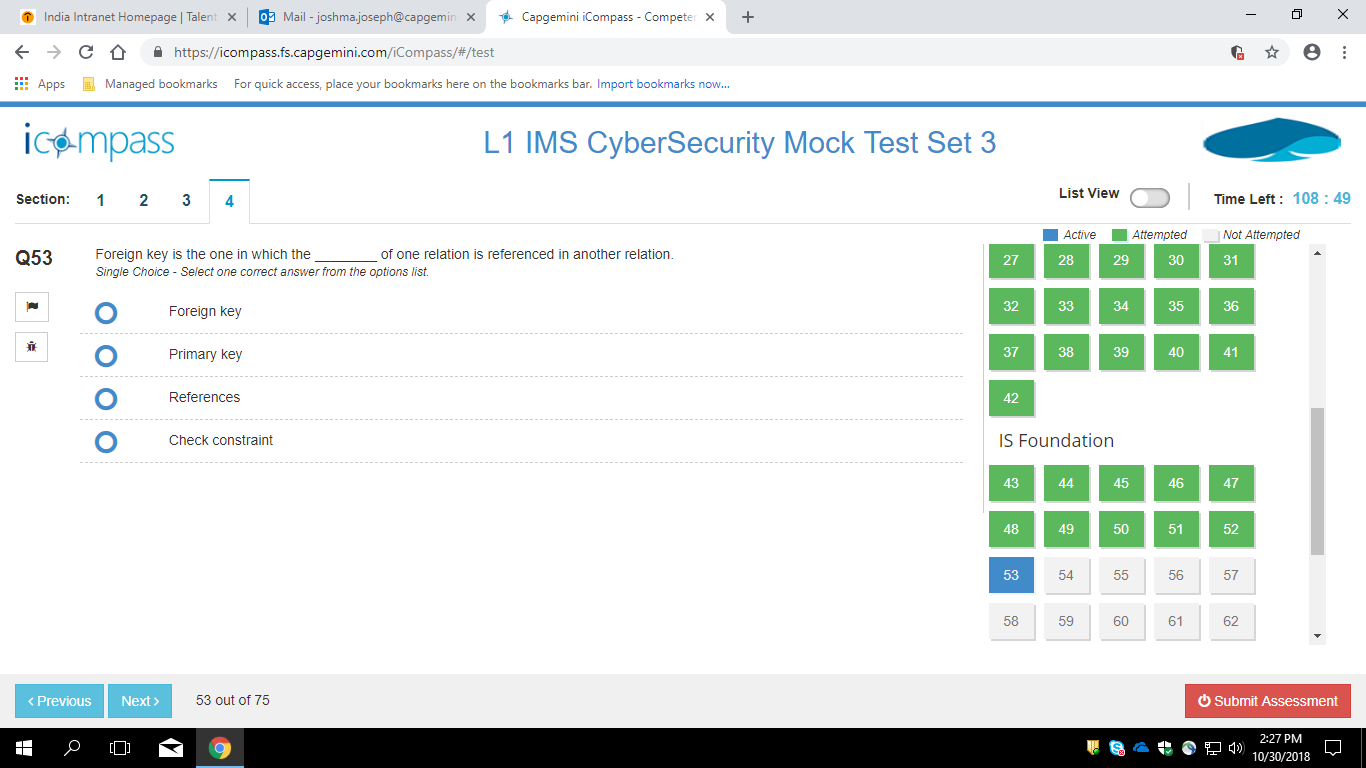 India Intranet Homepage | Talent
Mail - joshma.joseph@capgemin
Capgemini iCompass - Competen
https://icompass.fs.capgemini.com/iCompass/#/test
Apps
Managed bookmarks
For quick access, place your bookmarks here on the bookmarks bar. Import bookmarks now...
icompass
L1 IMS CyberSecurity Mock Test Set 3
Section: 1 2 3 4
List View
Time Left : 108 : 49
Active Attempted Not Attempted
Q53
Foreign key is the one in which the ________ of one relation is referenced in another relation.
Single Choice - Select one correct answer from the options list.
Foreign key
Primary key
References
Check constraint
27 28 29 30 31
32 33 34 35 36
37 38 39 40 41
42
IS Foundation
43 44 45 46 47
48 49 50 51 52
53 54 55 56 57
58 59 60 61 62
Previous
Next
53 out of 75
Submit Assessment
2:27 PM
10/30/2018